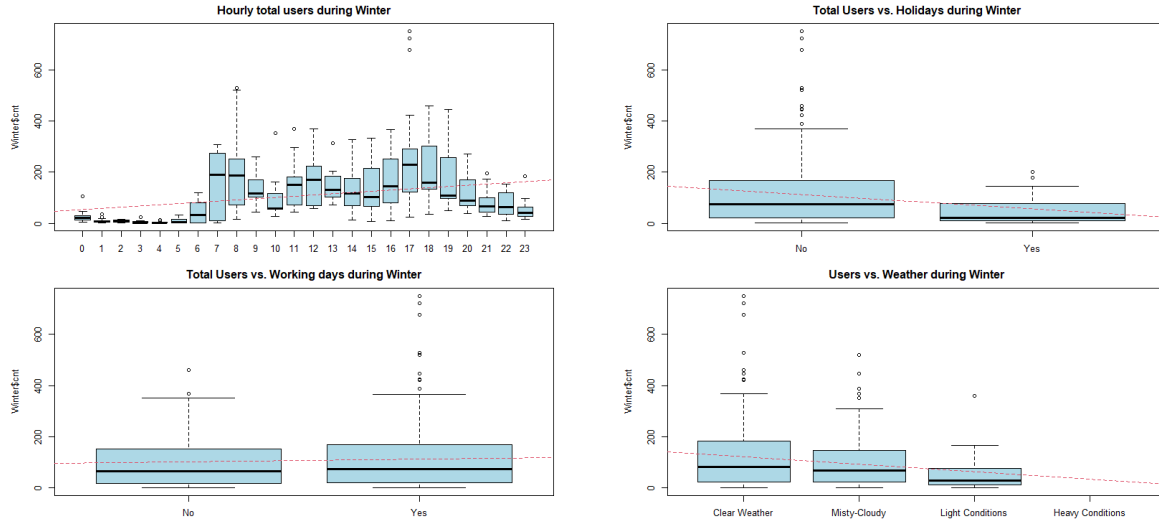 Hourly total users during Winter
Winter$cnt
0 200 400 600
0 1 2 3 4 5 6 7 8 9 10 11 12 13 14 15 16 17 18 19 20 21 22 23
Total Users vs. Holidays during Winter
Winter$cnt
0 200 400 600
No Yes
Total Users vs. Working days during Winter
Winter$cnt
0 200 400 600
No Yes
Users vs. Weather during Winter
Winter$cnt
0 200 400 600
Clear Weather Misty-Cloudy Light Conditions Heavy Conditions